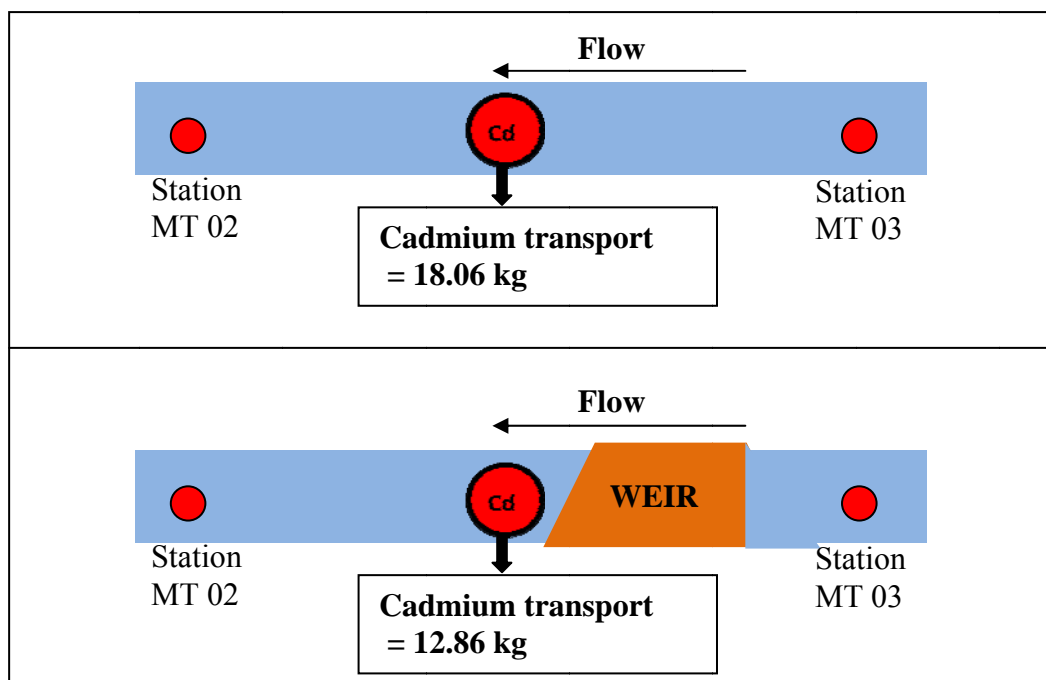 Flow
Cd
Station
MT 02
Station
MT 03
Cadmium transport
= 18.06 kg
Flow
WEIR
Cd
Station
MT 02
Station
MT 03
Cadmium transport
= 12.86 kg